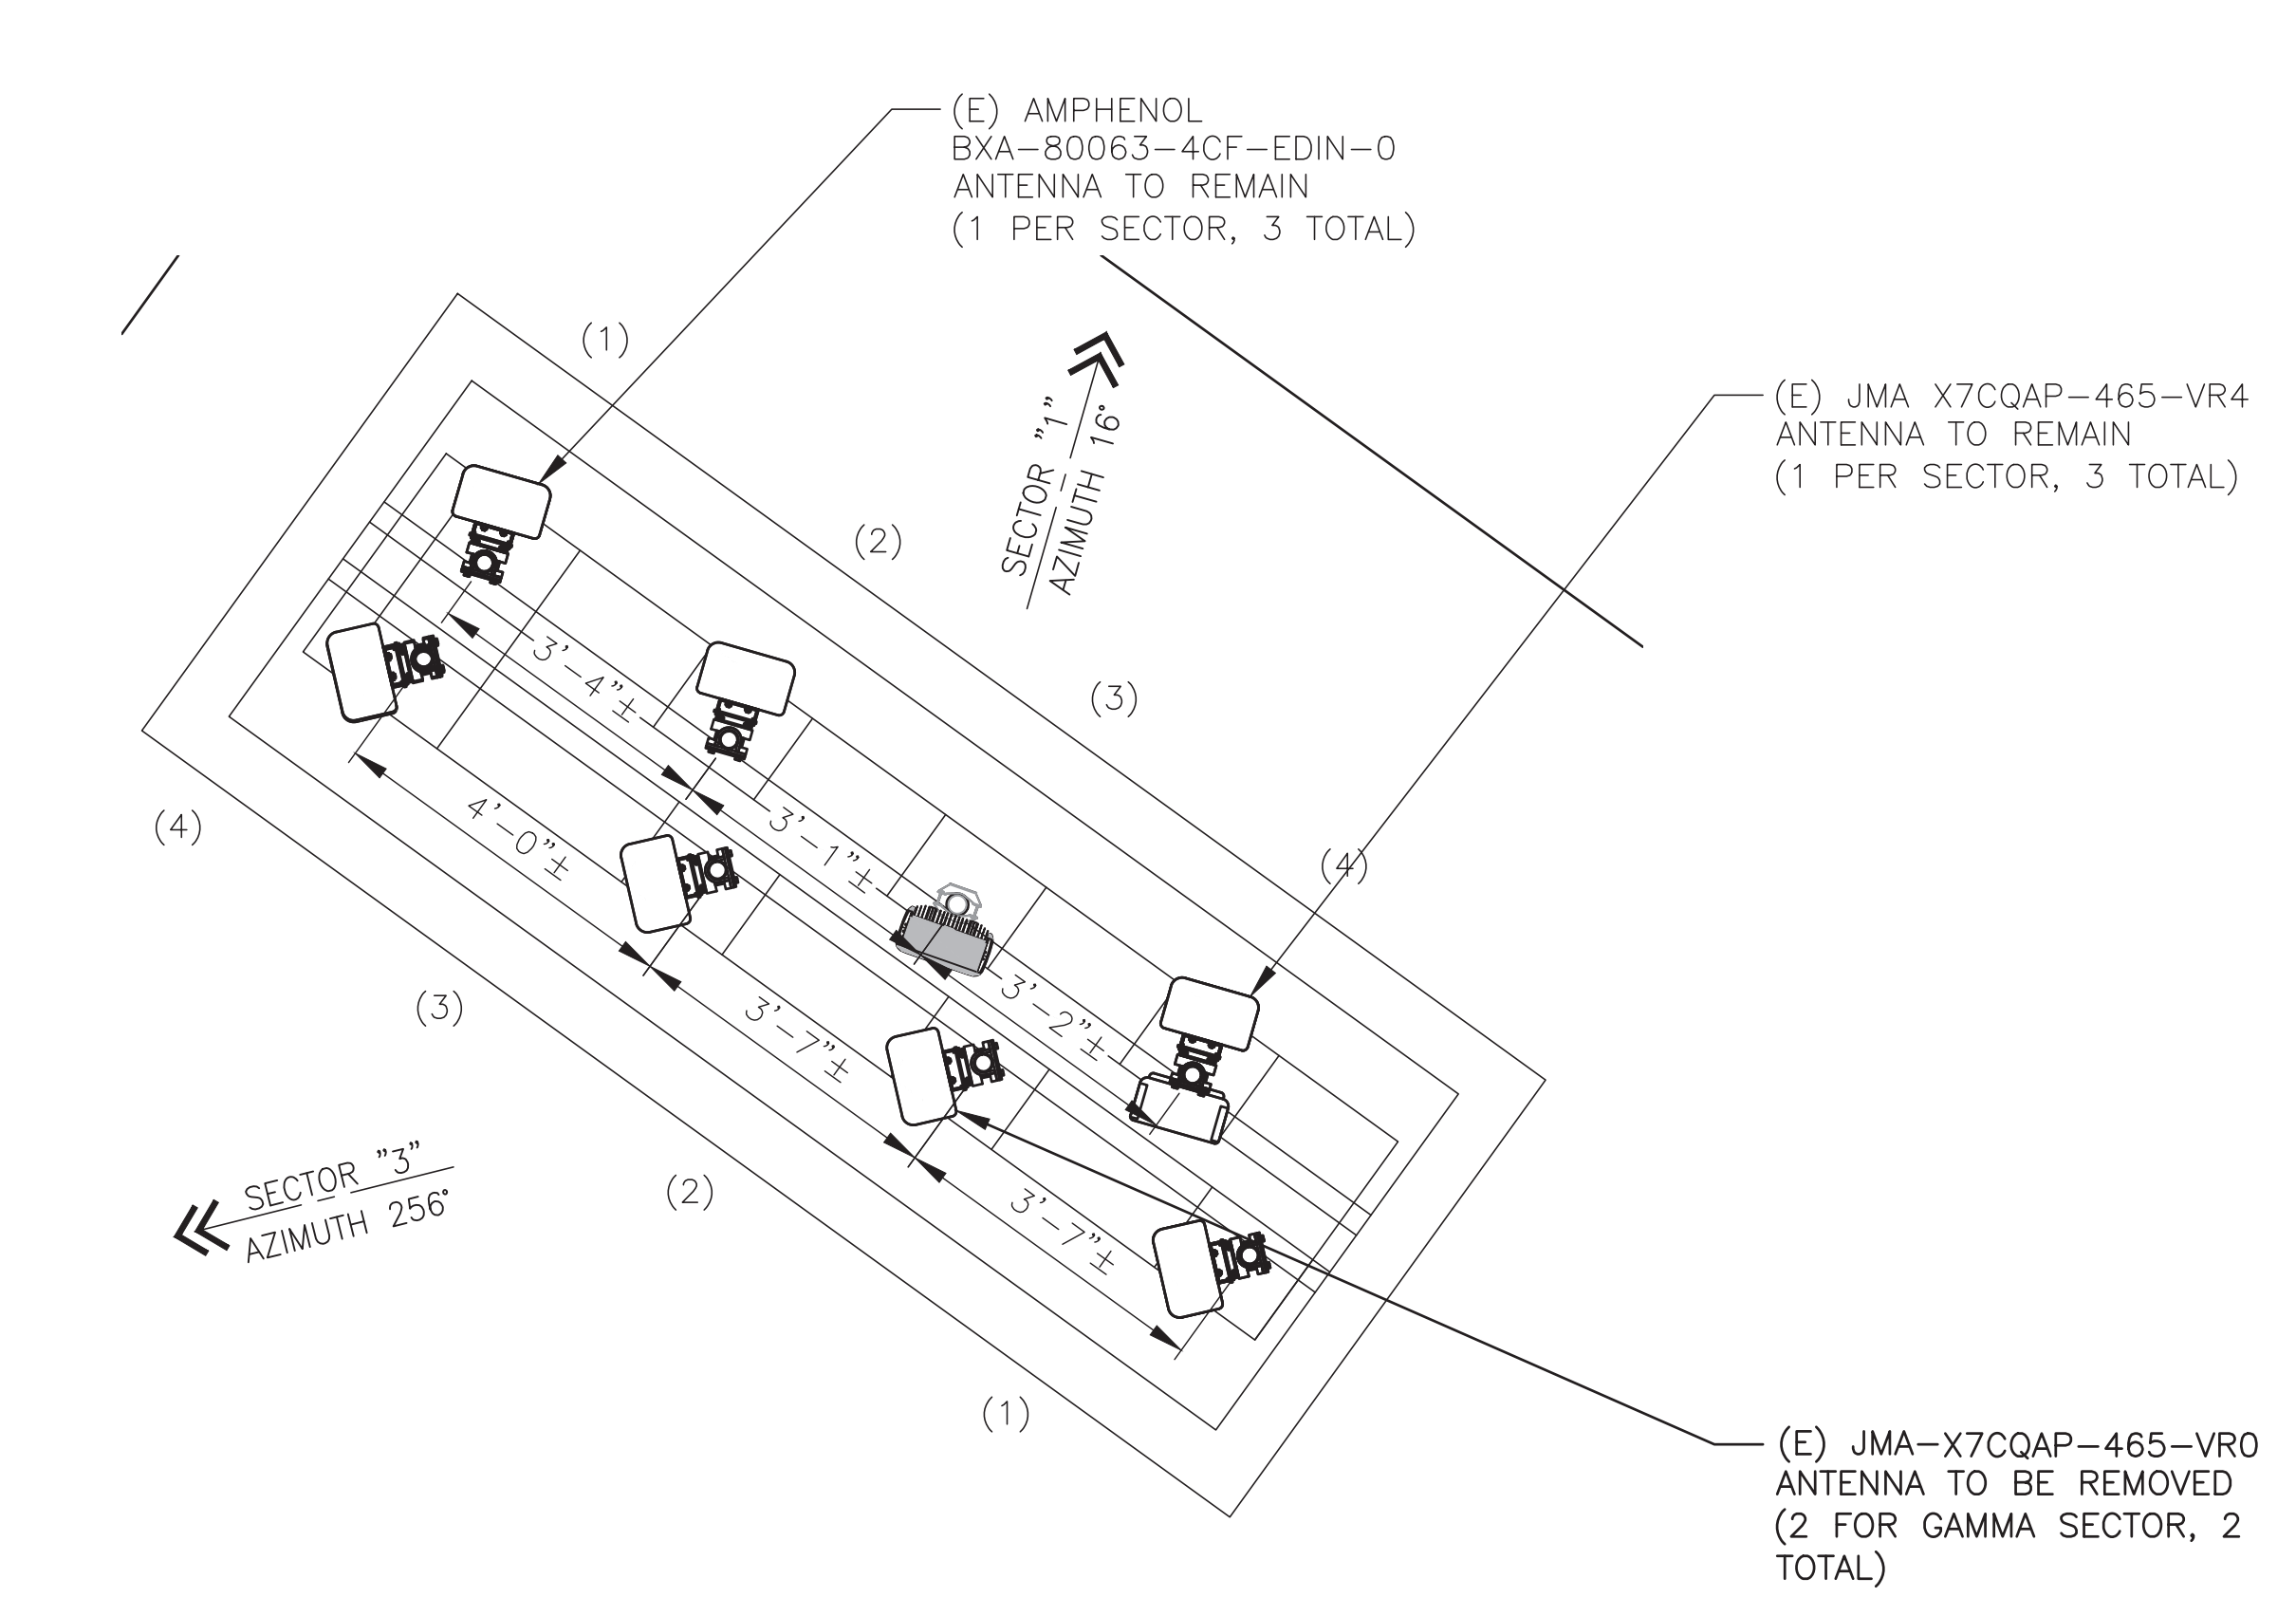 (E) AMPHENOL
BXA-80063-4CF-EDIN-0
ANTENNA TO REMAIN
(1 PER SECTOR, 3 TOTAL)
(1)
SECTOR "1"
AZIMUTH 16°
(E) JMA X7CQAP-465-VR4
ANTENNA TO REMAIN
(1 PER SECTOR, 3 TOTAL)
(2)
(3)
(4)
3'-4"±
3'-1"±
3'-2"±
4'-0"±
3'-7"±
3'-7"±
(4)
(3)
(2)
(1)
SECTOR "3"
AZIMUTH 256°
(E) JMA-X7CQAP-465-VR0
ANTENNA TO BE REMOVED
(2 FOR GAMMA SECTOR, 2
TOTAL)